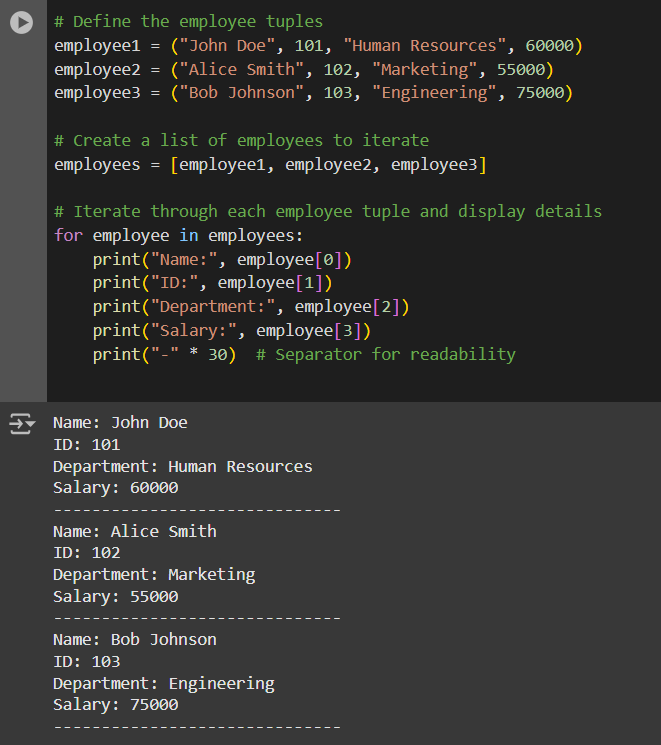 # Define the employee tuples
employee1 = ("John Doe", 101, "Human Resources", 60000)
employee2 = ("Alice Smith", 102, "Marketing", 55000)
employee3 = ("Bob Johnson", 103, "Engineering", 75000)

# Create a list of employees to iterate
employees = [employee1, employee2, employee3]

# Iterate through each employee tuple and display details
for employee in employees:
    print("Name:", employee[0])
    print("ID:", employee[1])
    print("Department:", employee[2])
    print("Salary:", employee[3])
    print("-" * 30)  # Separator for readability

Name: John Doe
ID: 101
Department: Human Resources
Salary: 60000
------------------------------
Name: Alice Smith
ID: 102
Department: Marketing
Salary: 55000
------------------------------
Name: Bob Johnson
ID: 103
Department: Engineering
Salary: 75000
------------------------------